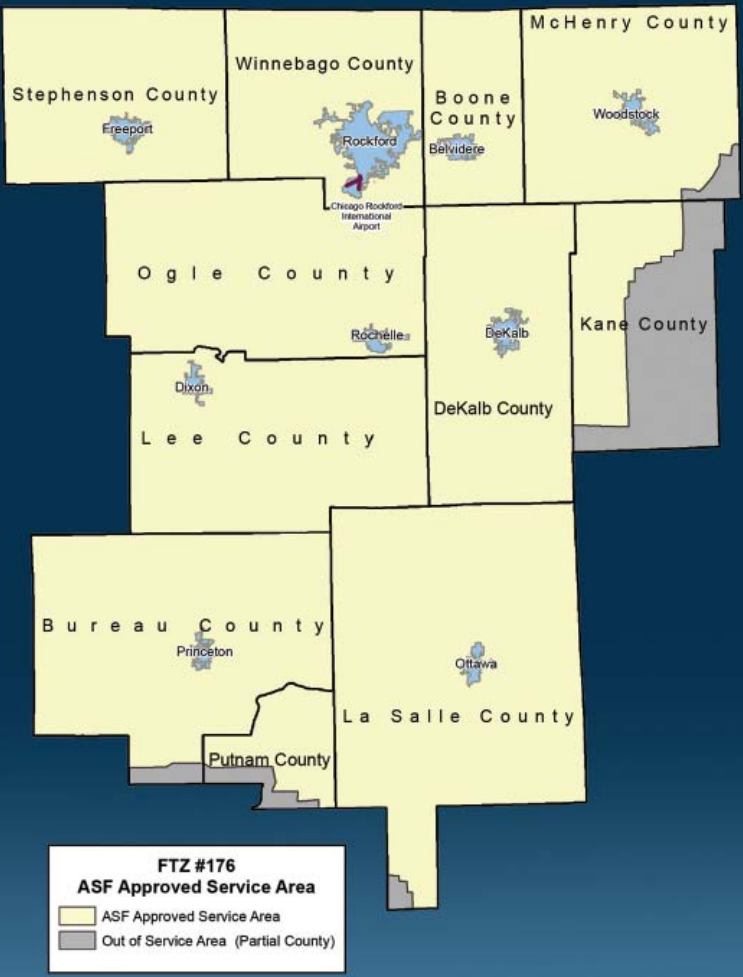 McHenry County
Winnebago County
Stephenson County
Boone
County
Freeport
Rockford
Belvidere
Woodstock
Chicago Rockford
International
Airport
Ogle County
Rochelle
DeKalb
Kane County
Dixon
Lee County
DeKalb County
Bureau County
Princeton
Ottawa
La Salle County
Putnam County
FTZ #176
ASF Approved Service Area
ASF Approved Service Area
Out of Service Area (Partial County)